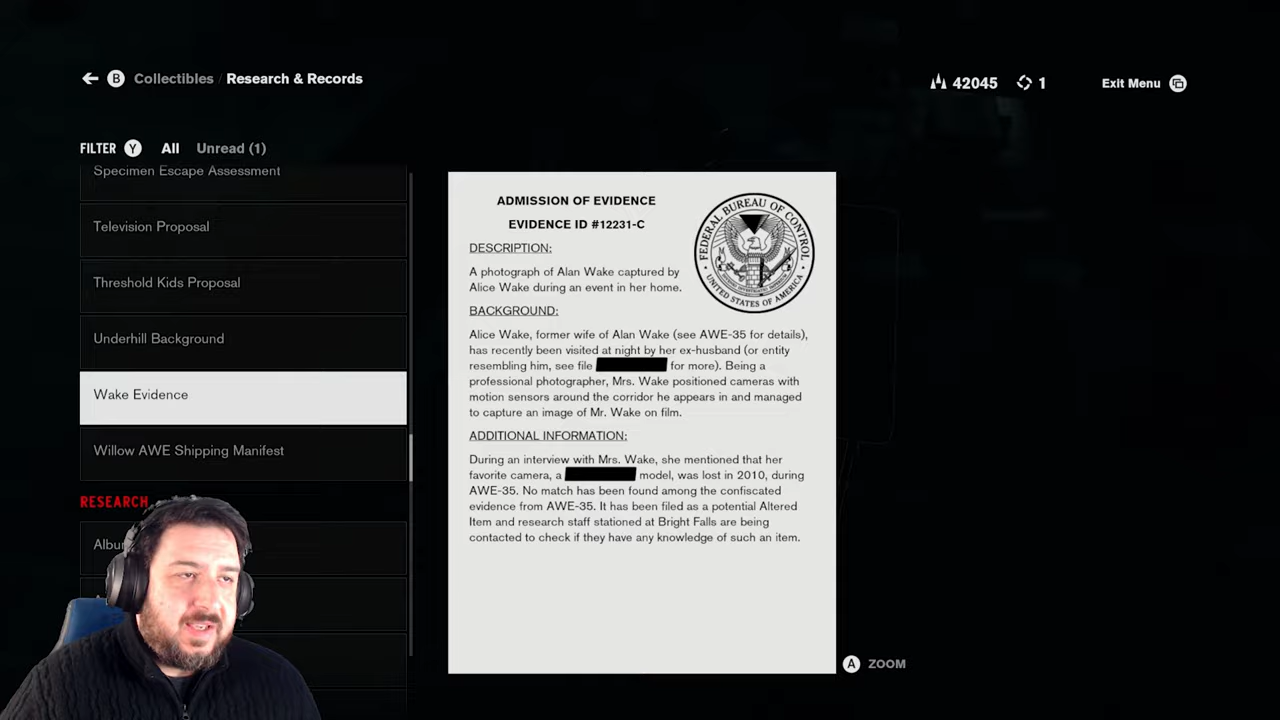 B Collectibles / Research & Records
42045
1
Exit Menu
FILTER Y All Unread (1)
Specimen Escape Assessment
Television Proposal
Threshold Kids Proposal
Underhill Background
Wake Evidence
Willow AWE Shipping Manifest
RESEARCH
ADMISSION OF EVIDENCE
EVIDENCE ID #12231-C
FEDERAL BUREAU OF CONTROL
UNITED STATES OF AMERICA
DESCRIPTION:
A photograph of Alan Wake captured by
Alice Wake during an event in her home.
BACKGROUND:
Alice Wake, former wife of Alan Wake (see AWE-35 for details),
has recently been visited at night by her ex-husband (or entity
resembling him, see file for more). Being a
professional photographer, Mrs. Wake positioned cameras with
motion sensors around the corridor he appears in and managed
to capture an image of Mr. Wake on film.
ADDITIONAL INFORMATION:
During an interview with Mrs. Wake, she mentioned that her
favorite camera, a model, was lost in 2010, during
AWE-35. No match has been found among the confiscated
evidence from AWE-35. It has been filed as a potential Altered
Item and research staff stationed at Bright Falls are being
contacted to check if they have any knowledge of such an item.
A ZOOM